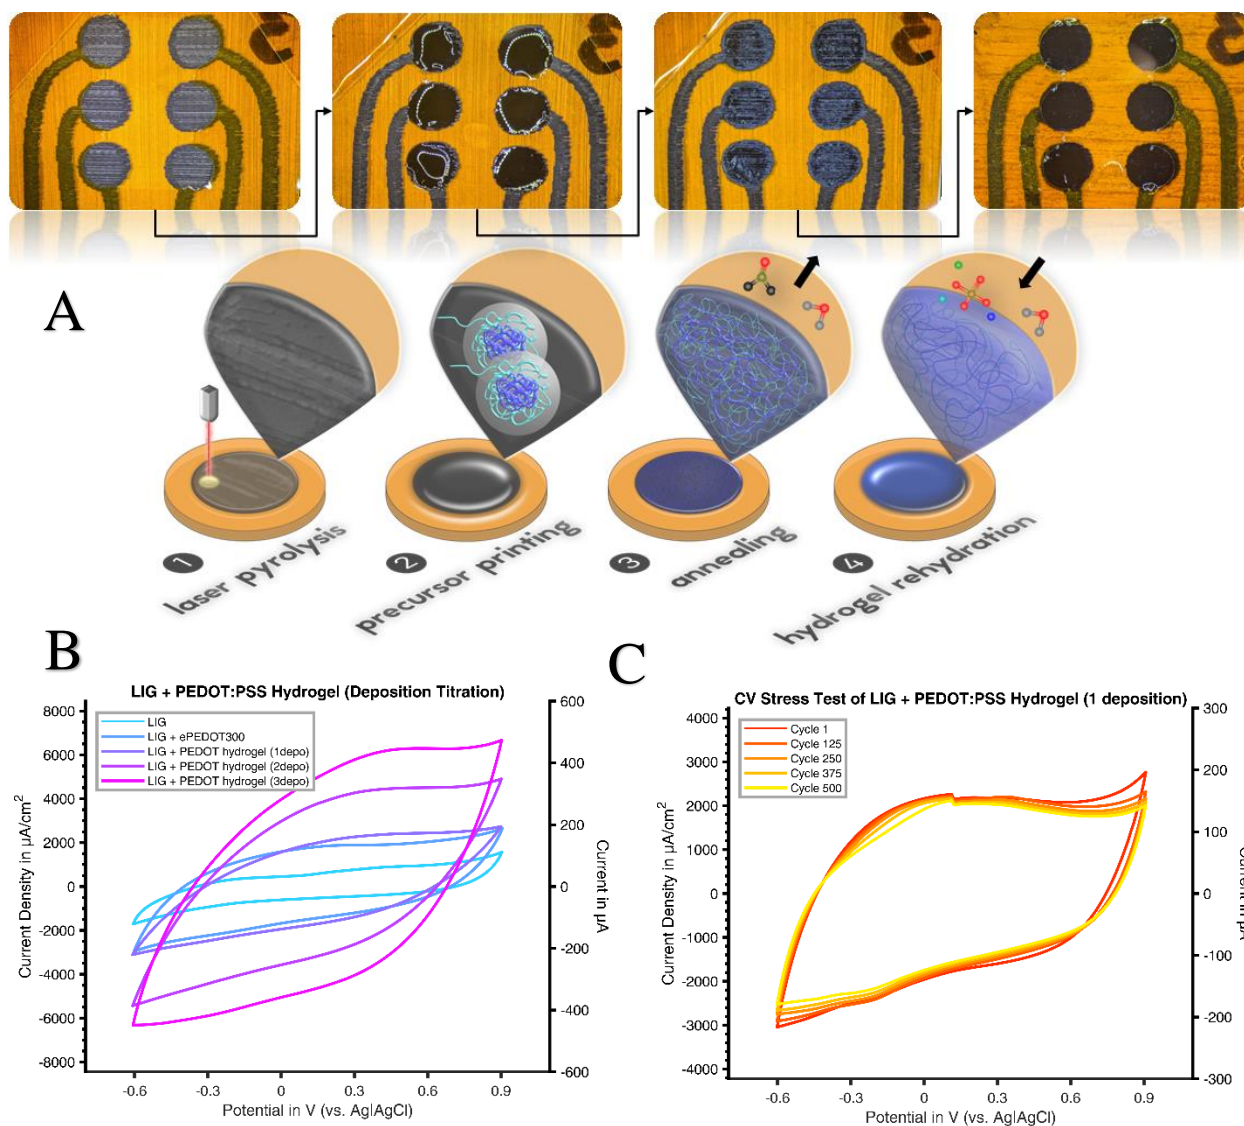 A
1
laser pyrolysis
2
precursor printing
3
annealing
4
hydrogel rehydration
B
LIG + PEDOT:PSS Hydrogel (Deposition Titration)
LIG
LIG + ePEDOT300
LIG + PEDOT hydrogel (1depo)
LIG + PEDOT hydrogel (2depo)
LIG + PEDOT hydrogel (3depo)
Current Density in µA/cm²
8000
6000
4000
2000
0
-2000
-4000
-6000
-8000
600
400
200
0
-200
-400
-600
Current in µA
-0.6 -0.3 0 0.3 0.6 0.9
Potential in V (vs. Ag|AgCl)
C
CV Stress Test of LIG + PEDOT:PSS Hydrogel (1 deposition)
Cycle 1
Cycle 125
Cycle 250
Cycle 375
Cycle 500
Current Density in µA/cm²
4000
3000
2000
1000
0
-1000
-2000
-3000
-4000
300
200
100
0
-100
-200
-300
Current in µA
-0.6 -0.3 0 0.3 0.6 0.9
Potential in V (vs. Ag|AgCl)